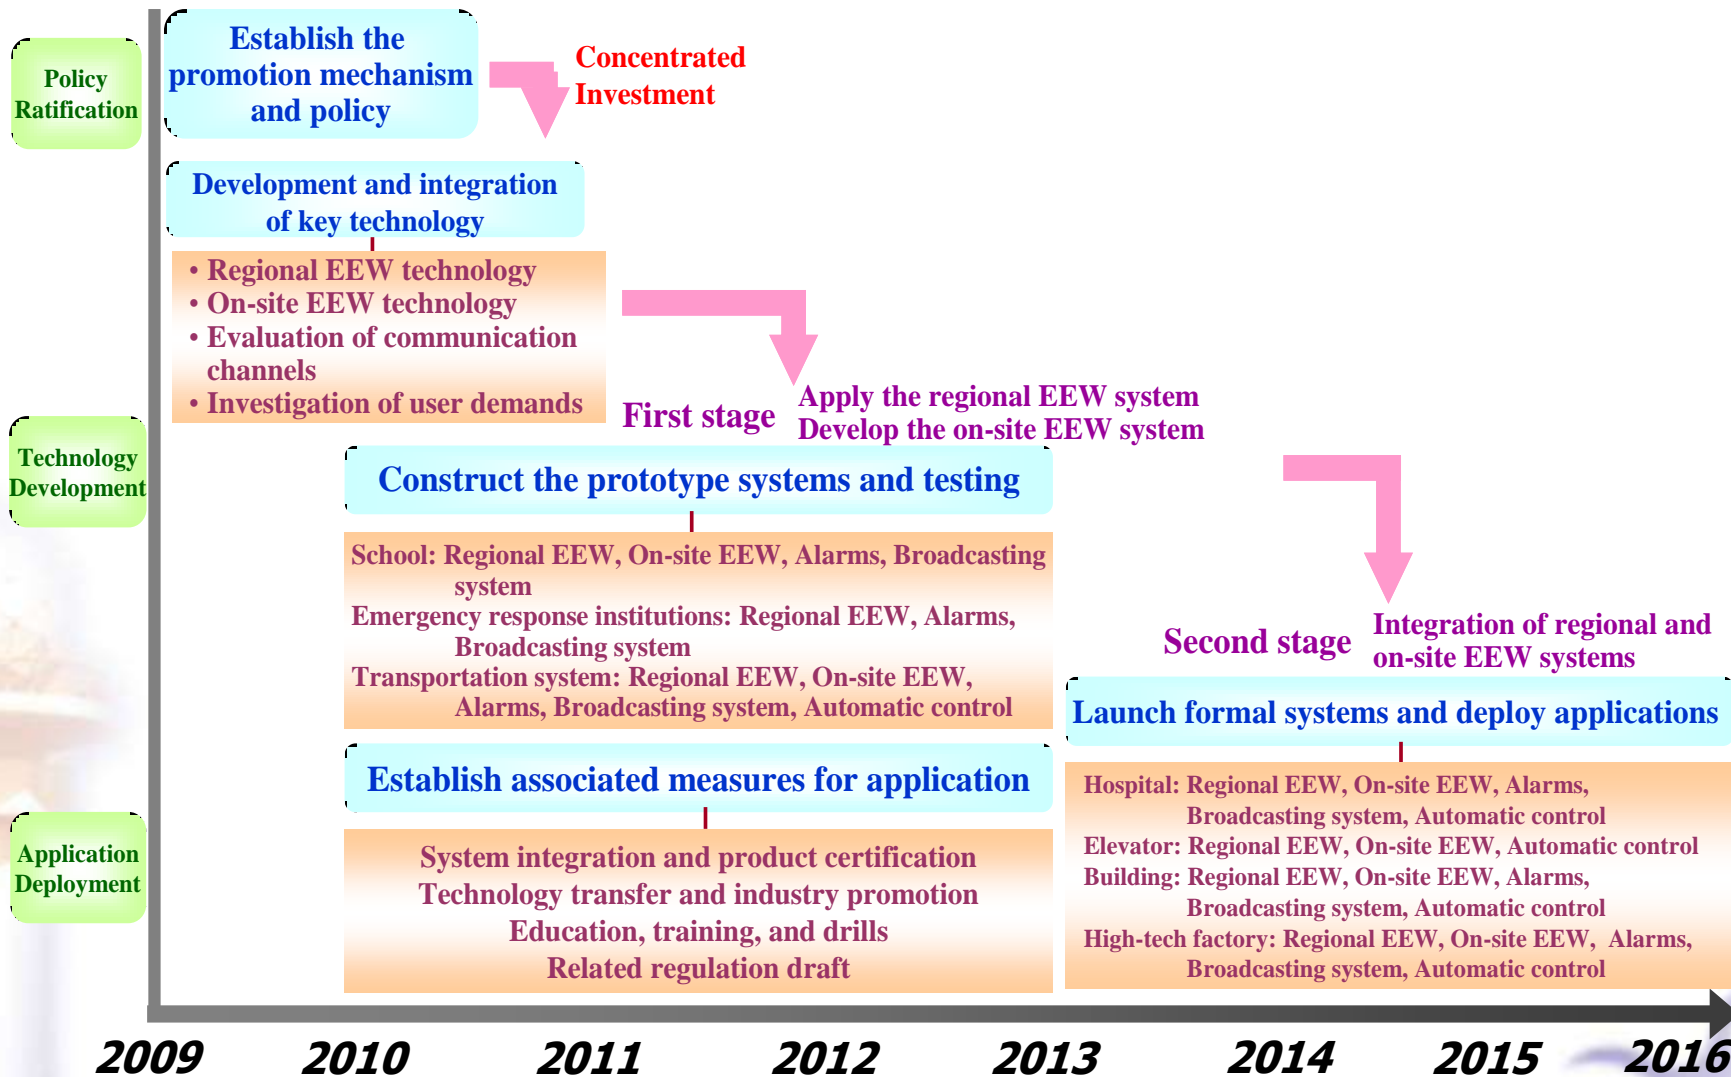 Policy
Ratification
Establish the
promotion mechanism
and policy
Concentrated
Investment
Development and integration
of key technology
• Regional EEW technology
• On-site EEW technology
• Evaluation of communication
channels
• Investigation of user demands
First stage
Apply the regional EEW system
Develop the on-site EEW system
Technology
Development
Construct the prototype systems and testing
School: Regional EEW, On-site EEW, Alarms, Broadcasting
system
Emergency response institutions: Regional EEW, Alarms,
Broadcasting system
Transportation system: Regional EEW, On-site EEW,
Alarms, Broadcasting system, Automatic control
Second stage
Integration of regional and
on-site EEW systems
Launch formal systems and deploy applications
Establish associated measures for application
Hospital: Regional EEW, On-site EEW, Alarms,
Broadcasting system, Automatic control
Elevator: Regional EEW, On-site EEW, Automatic control
Building: Regional EEW, On-site EEW, Alarms,
Broadcasting system, Automatic control
High-tech factory: Regional EEW, On-site EEW, Alarms,
Broadcasting system, Automatic control
Application
Deployment
System integration and product certification
Technology transfer and industry promotion
Education, training, and drills
Related regulation draft
2009 2010 2011 2012 2013 2014 2015 2016